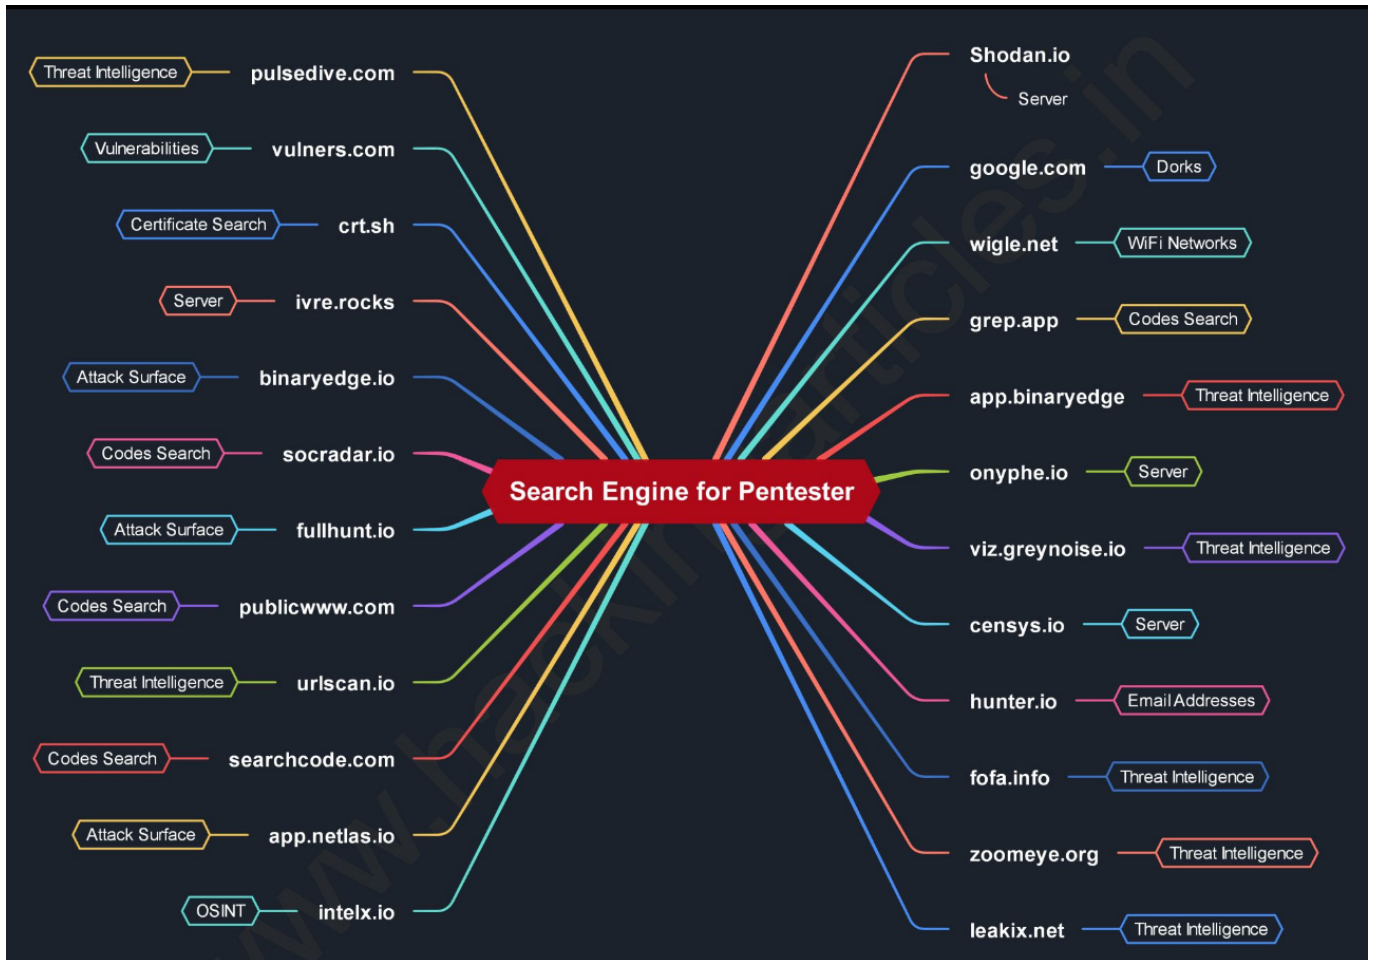 Threat Intelligence pulsedive.com
Vulnerabilities vulners.com
Certificate Search crt.sh
Server ivre.rocks
Attack Surface binaryedge.io
Codes Search socradar.io
Attack Surface fullhunt.io
Codes Search publicwww.com
Threat Intelligence urlscan.io
Codes Search searchcode.com
Attack Surface app.netlas.io
OSINT intelx.io
Search Engine for Pentester
Shodan.io
Server
google.com Dorks
wigle.net WiFi Networks
grep.app Codes Search
app.binaryedge Threat Intelligence
onyphe.io Server
viz.greynoise.io Threat Intelligence
censys.io Server
hunter.io Email Addresses
fofa.info Threat Intelligence
zoomeye.org Threat Intelligence
leakix.net Threat Intelligence